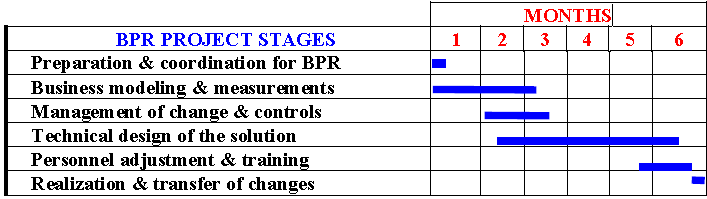 MONTHS
BPR PROJECT STAGES 1 2 3 4 5 6
Preparation & coordination for BPR
Business modeling & measurements
Management of change & controls
Technical design of the solution
Personnel adjustment & training
Realization & transfer of changes